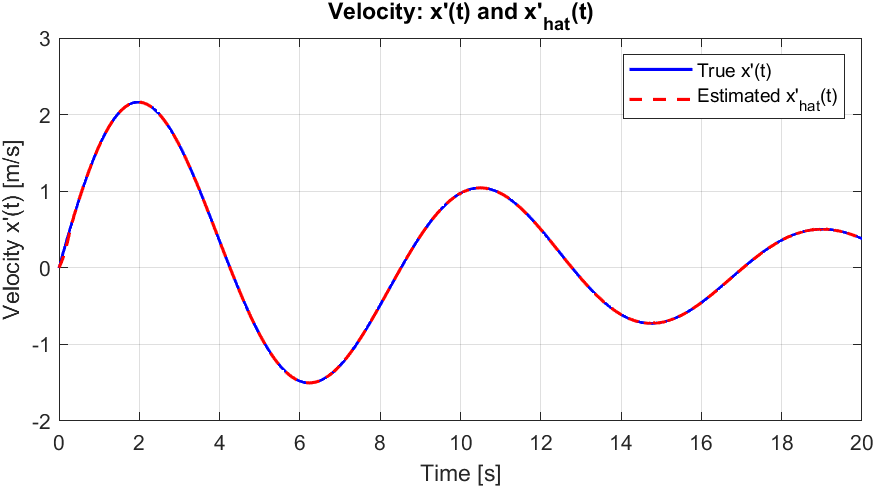 Velocity: x'(t) and x'hat(t)
3
2
1
0
-1
-2
Velocity x'(t) [m/s]
True x'(t)
Estimated x'hat(t)
0 2 4 6 8 10 12 14 16 18 20
Time [s]